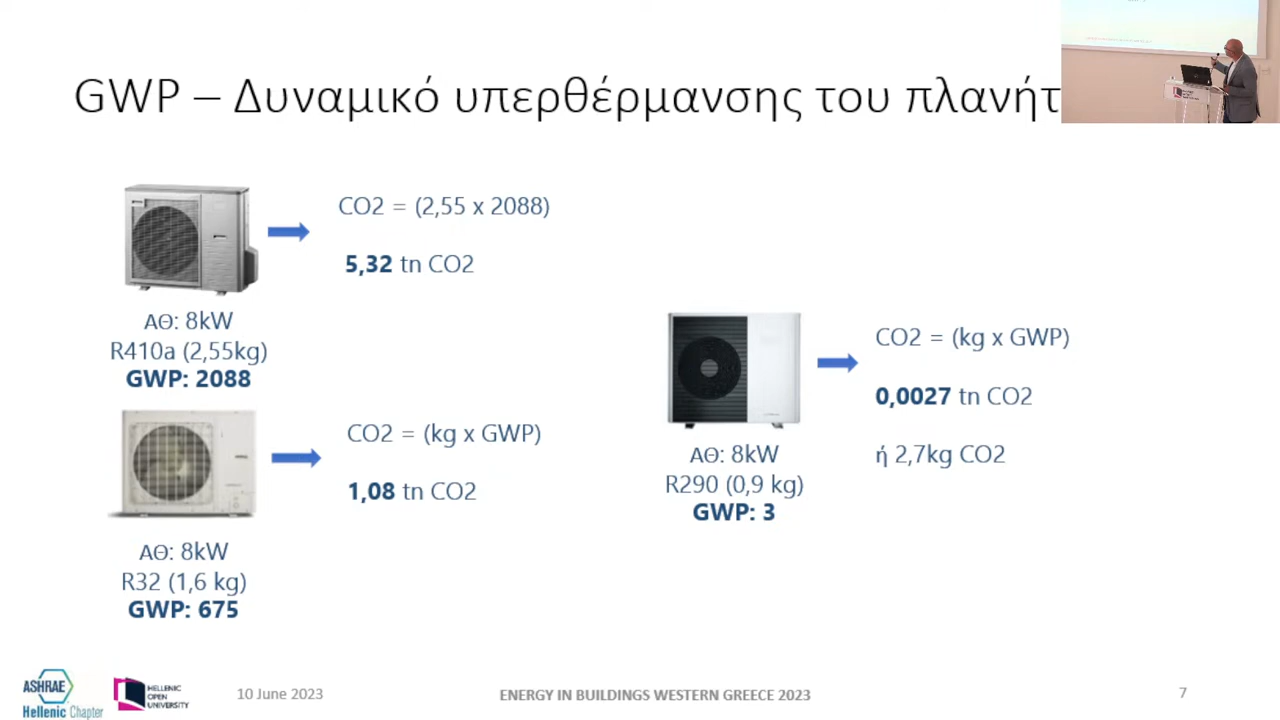 GWP – Δυναμικό υπερθέρμανσης του πλανήτ
CO2 = (2,55 x 2088)
5,32 tn CO2
ΑΘ: 8kW
R410a (2,55kg)
GWP: 2088
CO2 = (kg x GWP)
1,08 tn CO2
ΑΘ: 8kW
R32 (1,6 kg)
GWP: 675
CO2 = (kg x GWP)
0,0027 tn CO2
ή 2,7kg CO2
ΑΘ: 8kW
R290 (0,9 kg)
GWP: 3
ASHRAE
Hellenic Chapter
HELLENIC
OPEN
UNIVERSITY
10 June 2023
ENERGY IN BUILDINGS WESTERN GREECE 2023
7